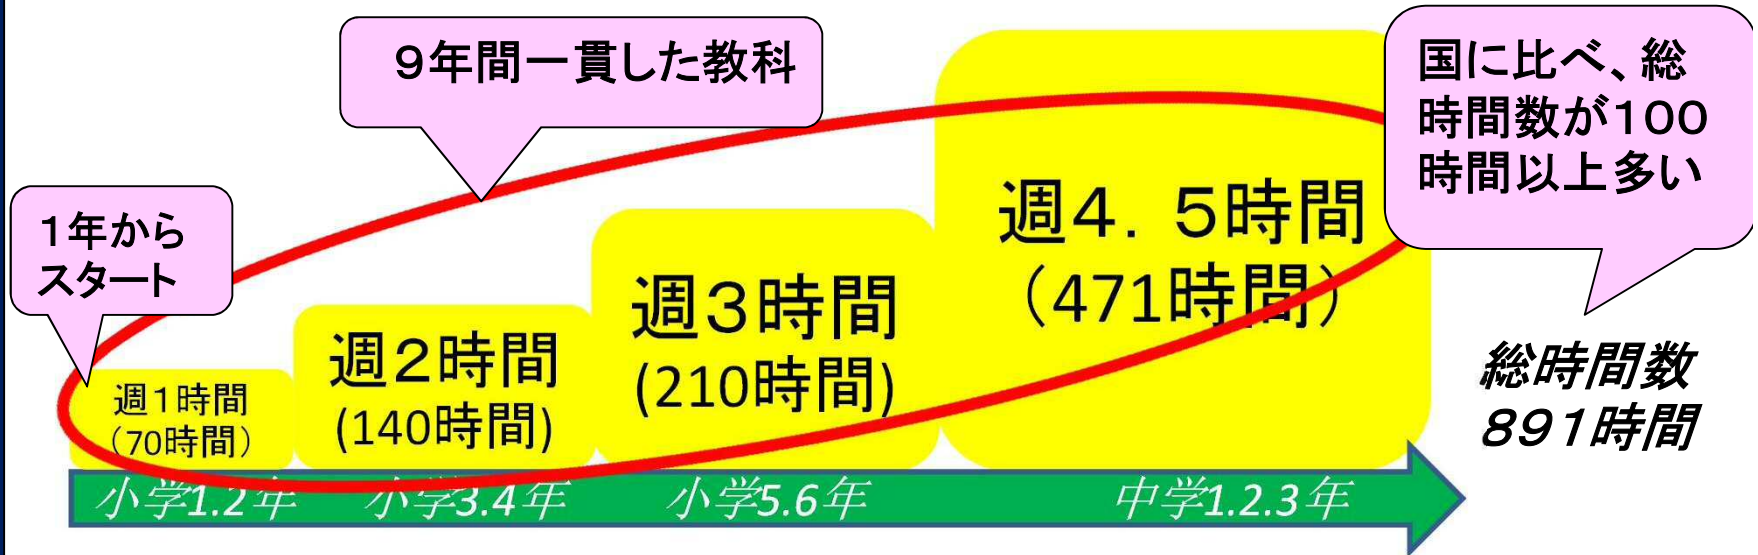 ９年間一貫した教科
国に比べ、総
時間数が１００
時間以上多い
１年から
スタート
週１時間
（70時間）
週２時間
(140時間)
週３時間
(210時間)
週４．５時間
（471時間）
総時間数
８９１時間
小学1.2年
小学3.4年
小学5.6年
中学1.2.3年